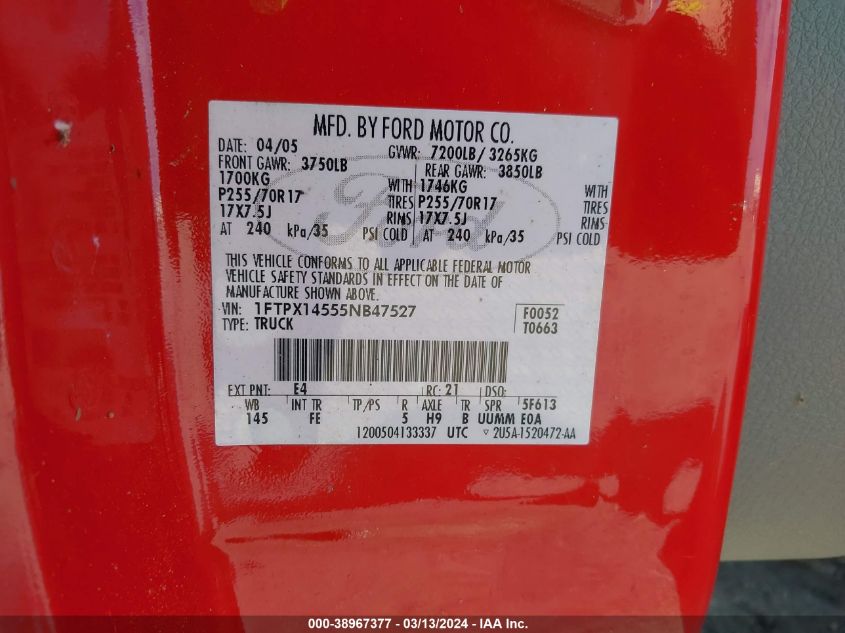 MFD. BY FORD MOTOR CO.
DATE: 04/05 GVWR: 7200LB/ 3265KG
FRONT GAWR: 3750LB REAR GAWR: 3850LB
1700KG WITH 1746KG WITH
P255/70R17 TIRES P255/70R17 TIRES
17X7.5J RIMS 17X7.5J RIMS
AT 240 kPa/35 PSI COLD AT 240 kPa/35 PSI COLD
Ford
THIS VEHICLE CONFORMS TO ALL APPLICABLE FEDERAL MOTOR
VEHICLE SAFETY STANDARDS IN EFFECT ON THE DATE OF
MANUFACTURE SHOWN ABOVE.
VIN: 1FTPX14555NB47527 F0052
TYPE: TRUCK T0663
EXT PNT: E4 RC: 21 DSO:
WB INT TR TP/PS R AXLE TR SPR 5F613
145 FE 5 H9 B UUMM E0A
1200504133337 UTC ▽ 2U5A-1520472-AA
000-38967377 - 03/13/2024 - IAA Inc.